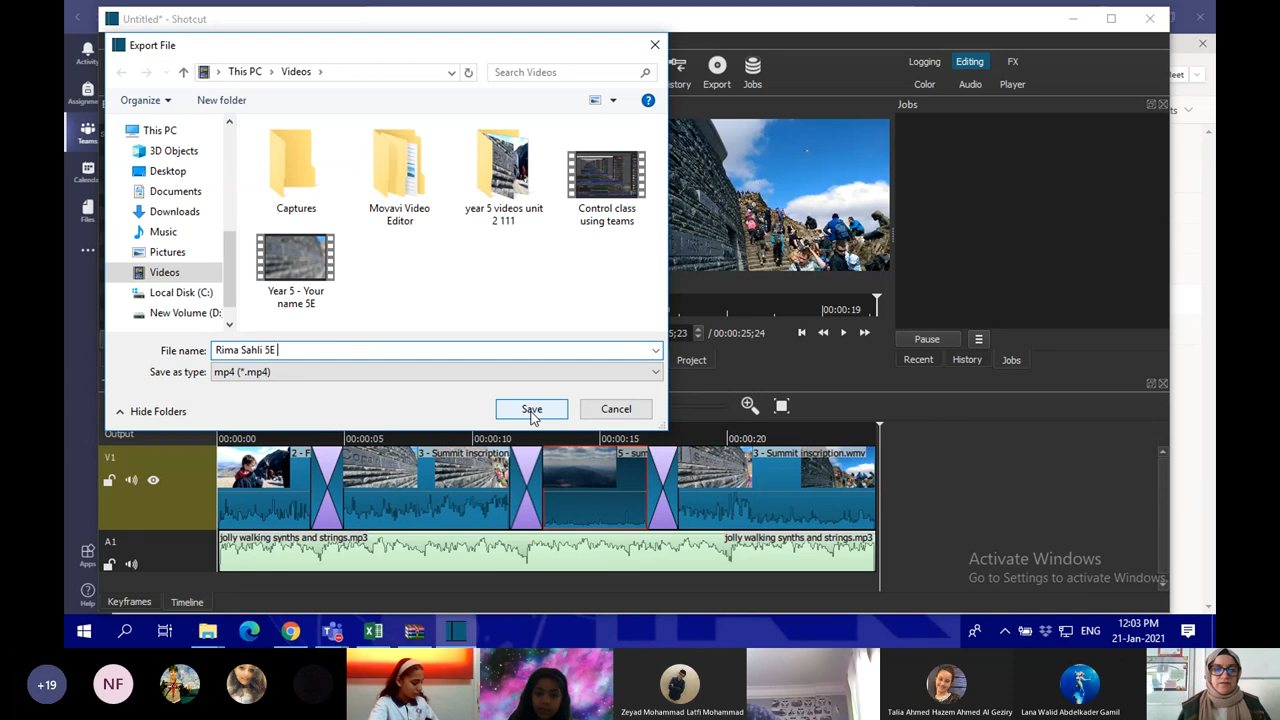 Untitled* - Shotcut
Export File
This PC
Videos
Search Videos
Organize
New folder
Export
Jobs
Logging
Editing
FX
Color
Audio
Player
Jobs
Activity
Teams
Files
Apps
Help
This PC
3D Objects
Desktop
Documents
Downloads
Music
Pictures
Videos
Local Disk (C:)
New Volume (D:
Captures
Movavi Video
Editor
year 5 videos unit
2 111
Control class
using teams
Year 5 - Your
name 5E
File name:
Rima Sahli 5E
Save as type:
mp4 (*.mp4)
Hide Folders
Save
Cancel
00:00:19
5;23
/ 00:00:25;24
Project
Pause
Recent
History
Jobs
Output
00:00:00
00:00:05
00:00:10
00:00:15
00:00:20
V1
2 - F
3 - Summit inscription.
5 - sum
3 - Summit inscription.wmv
A1
jolly walking synths and strings.mp3
jolly walking synths and strings.mp3
Activate Windows
Go to Settings to activate Windows.
Keyframes
Timeline
ENG
12:03 PM
21-Jan-2021
+19
NF
Zeyad Mohammad Latfi Mohammad
Talia Ahmed Hazem Ahmed Al Geziry
Lana Walid Abdelkader Gamil